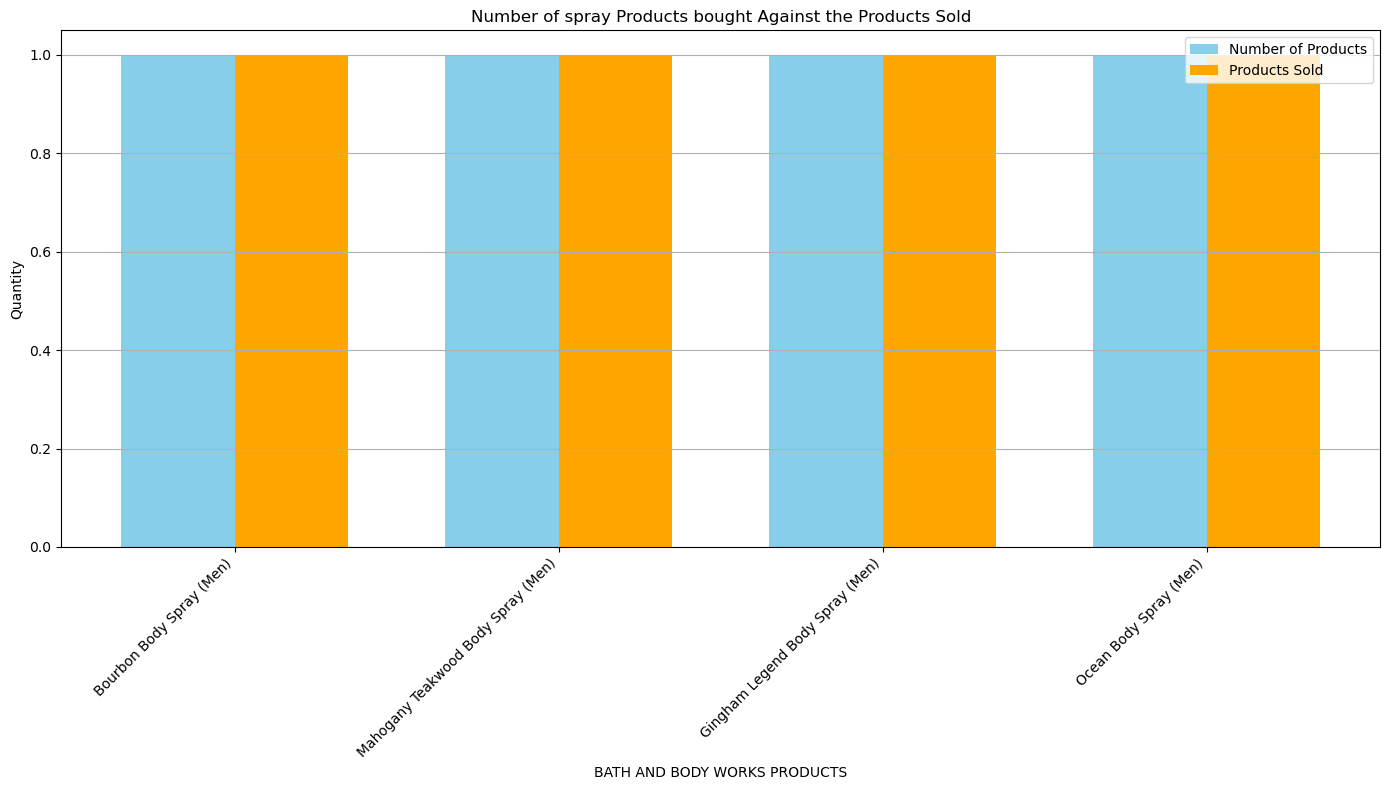 Number of spray Products bought Against the Products Sold
Number of Products
Products Sold
Quantity
1.0
0.8
0.6
0.4
0.2
0.0
Bourbon Body Spray (Men)
Mahogany Teakwood Body Spray (Men)
Gingham Legend Body Spray (Men)
Ocean Body Spray (Men)
BATH AND BODY WORKS PRODUCTS